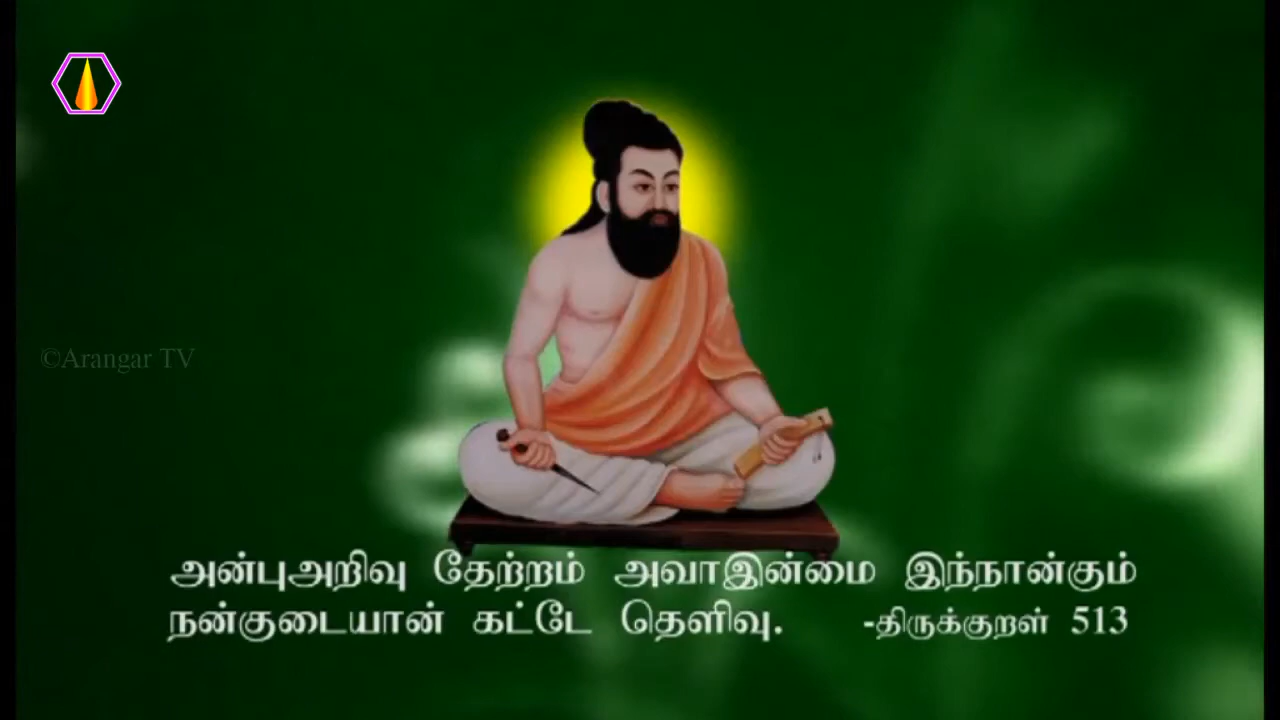 ©Arangar TV
அன்புஅறிவு தேற்றம் அவாஇன்மை இந்நான்கும்
நன்குடையான் கட்டே தெளிவு. -திருக்குறள் 513